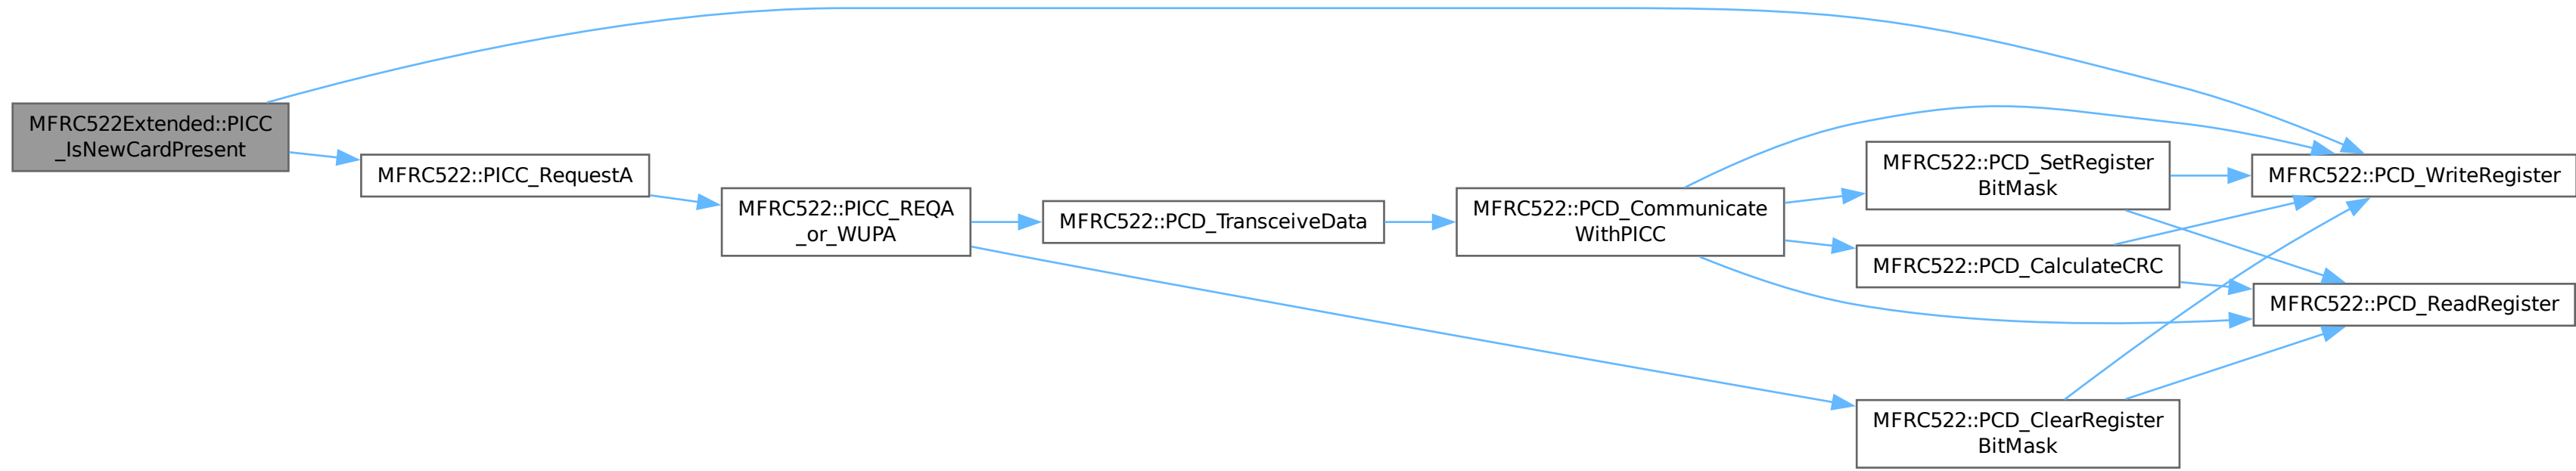 MFRC522Extended::PICC
_IsNewCardPresent
MFRC522::PICC_RequestA
MFRC522::PICC_REQA
_or_WUPA
MFRC522::PCD_TransceiveData
MFRC522::PCD_Communicate
WithPICC
MFRC522::PCD_SetRegister
BitMask
MFRC522::PCD_CalculateCRC
MFRC522::PCD_ClearRegister
BitMask
MFRC522::PCD_WriteRegister
MFRC522::PCD_ReadRegister